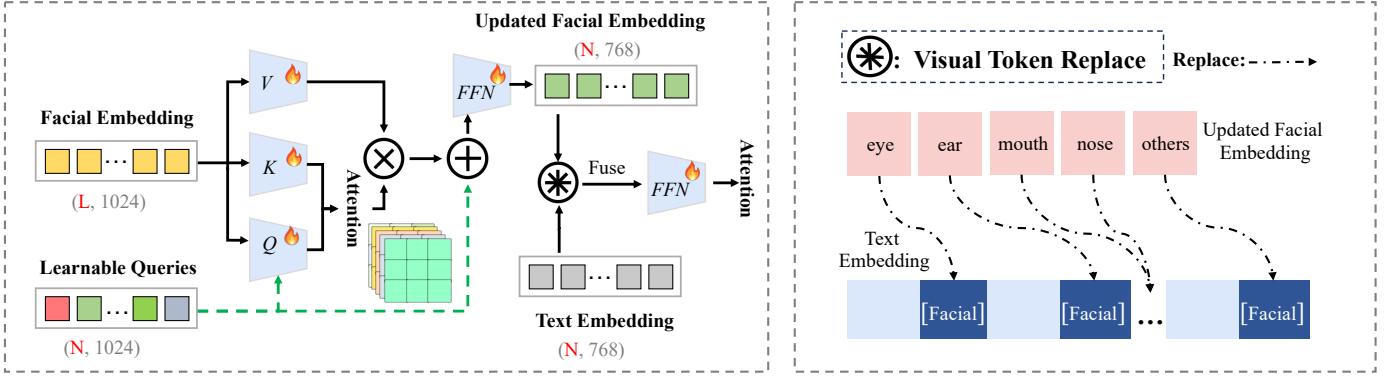 Facial Embedding
(L, 1024)
Learnable Queries
(N, 1024)
V
K
Q
Attention
FFN
Updated Facial Embedding
(N, 768)
Fuse
FFN
Attention
Text Embedding
(N, 768)
: Visual Token Replace
Replace:
eye
ear
mouth
nose
others
Updated Facial
Embedding
Text
Embedding
[Facial]
[Facial]
...
[Facial]